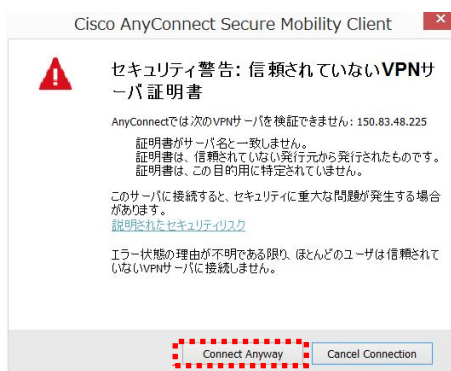 Cisco AnyConnect Secure Mobility Client
セキュリティ警告: 信頼されていないVPNサ
ーバ証明書
AnyConnectでは次のVPNサーバを検証できません: 150.83.48.225
証明書がサーバ名と一致しません。
証明書は、信頼されていない発行元から発行されたものです。
証明書は、この目的用に特定されていません。
このサーバに接続すると、セキュリティに重大な問題が発生する場合
があります。
説明されたセキュリティリスク
エラー状態の理由が不明である限り、ほとんどのユーザは信頼されて
いないVPNサーバに接続しません。
Connect Anyway
Cancel Connection